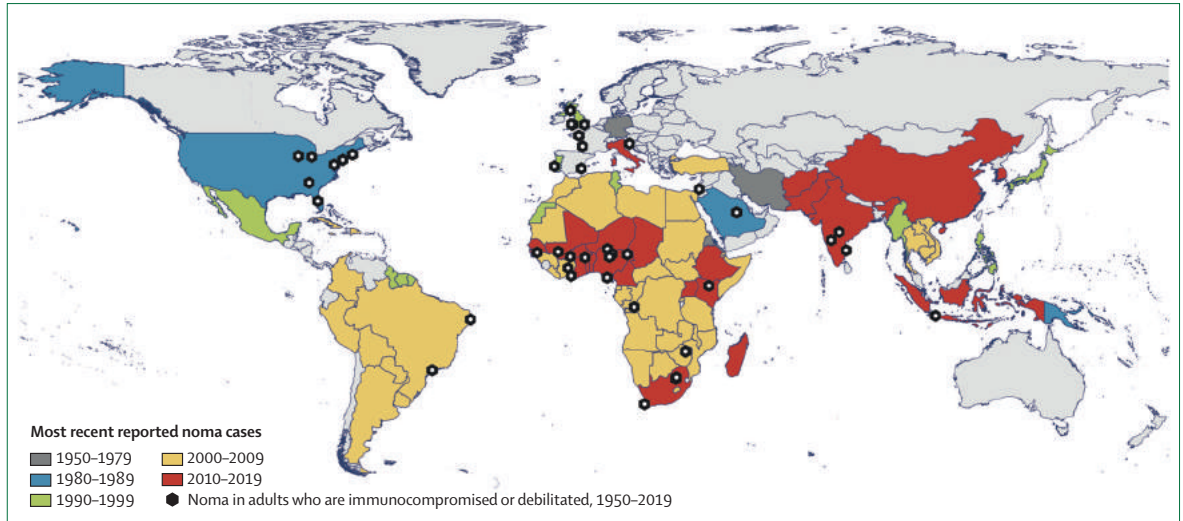 Most recent reported noma cases
1950–1979
2000–2009
1980–1989
2010–2019
1990–1999
Noma in adults who are immunocompromised or debilitated, 1950–2019